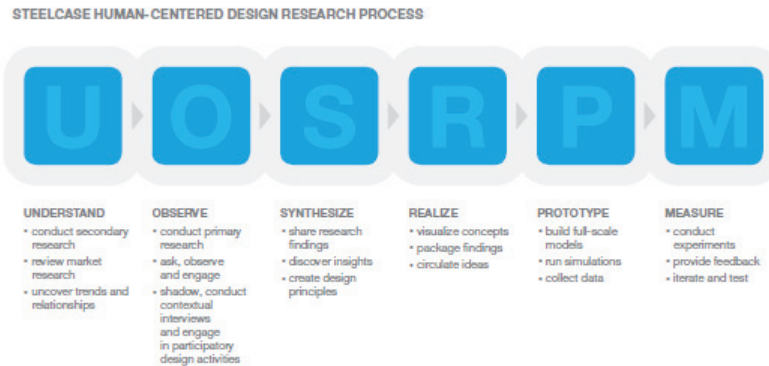 STEELCASE HUMAN-CENTERED DESIGN RESEARCH PROCESS
U O S R P M
UNDERSTAND
• conduct secondary
research
• review market
research
• uncover trends and
relationships
OBSERVE
• conduct primary
research
• ask, observe
and engage
• shadow, conduct
contextual
interviews
and engage
in participatory
design activities
SYNTHESIZE
• share research
findings
• discover insights
• create design
principles
REALIZE
• visualize concepts
• package findings
• circulate ideas
PROTOTYPE
• build full-scale
models
• run simulations
• collect data
MEASURE
• conduct
experiments
• provide feedback
• iterate and test